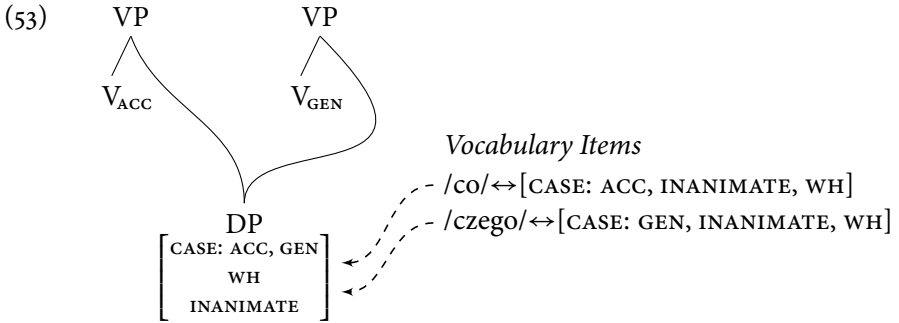 (53) VP VP
V_ACC V_GEN
Vocabulary Items
/co/↔[CASE: ACC, INANIMATE, WH]
/czego/↔[CASE: GEN, INANIMATE, WH]
DP
CASE: ACC, GEN
WH
INANIMATE